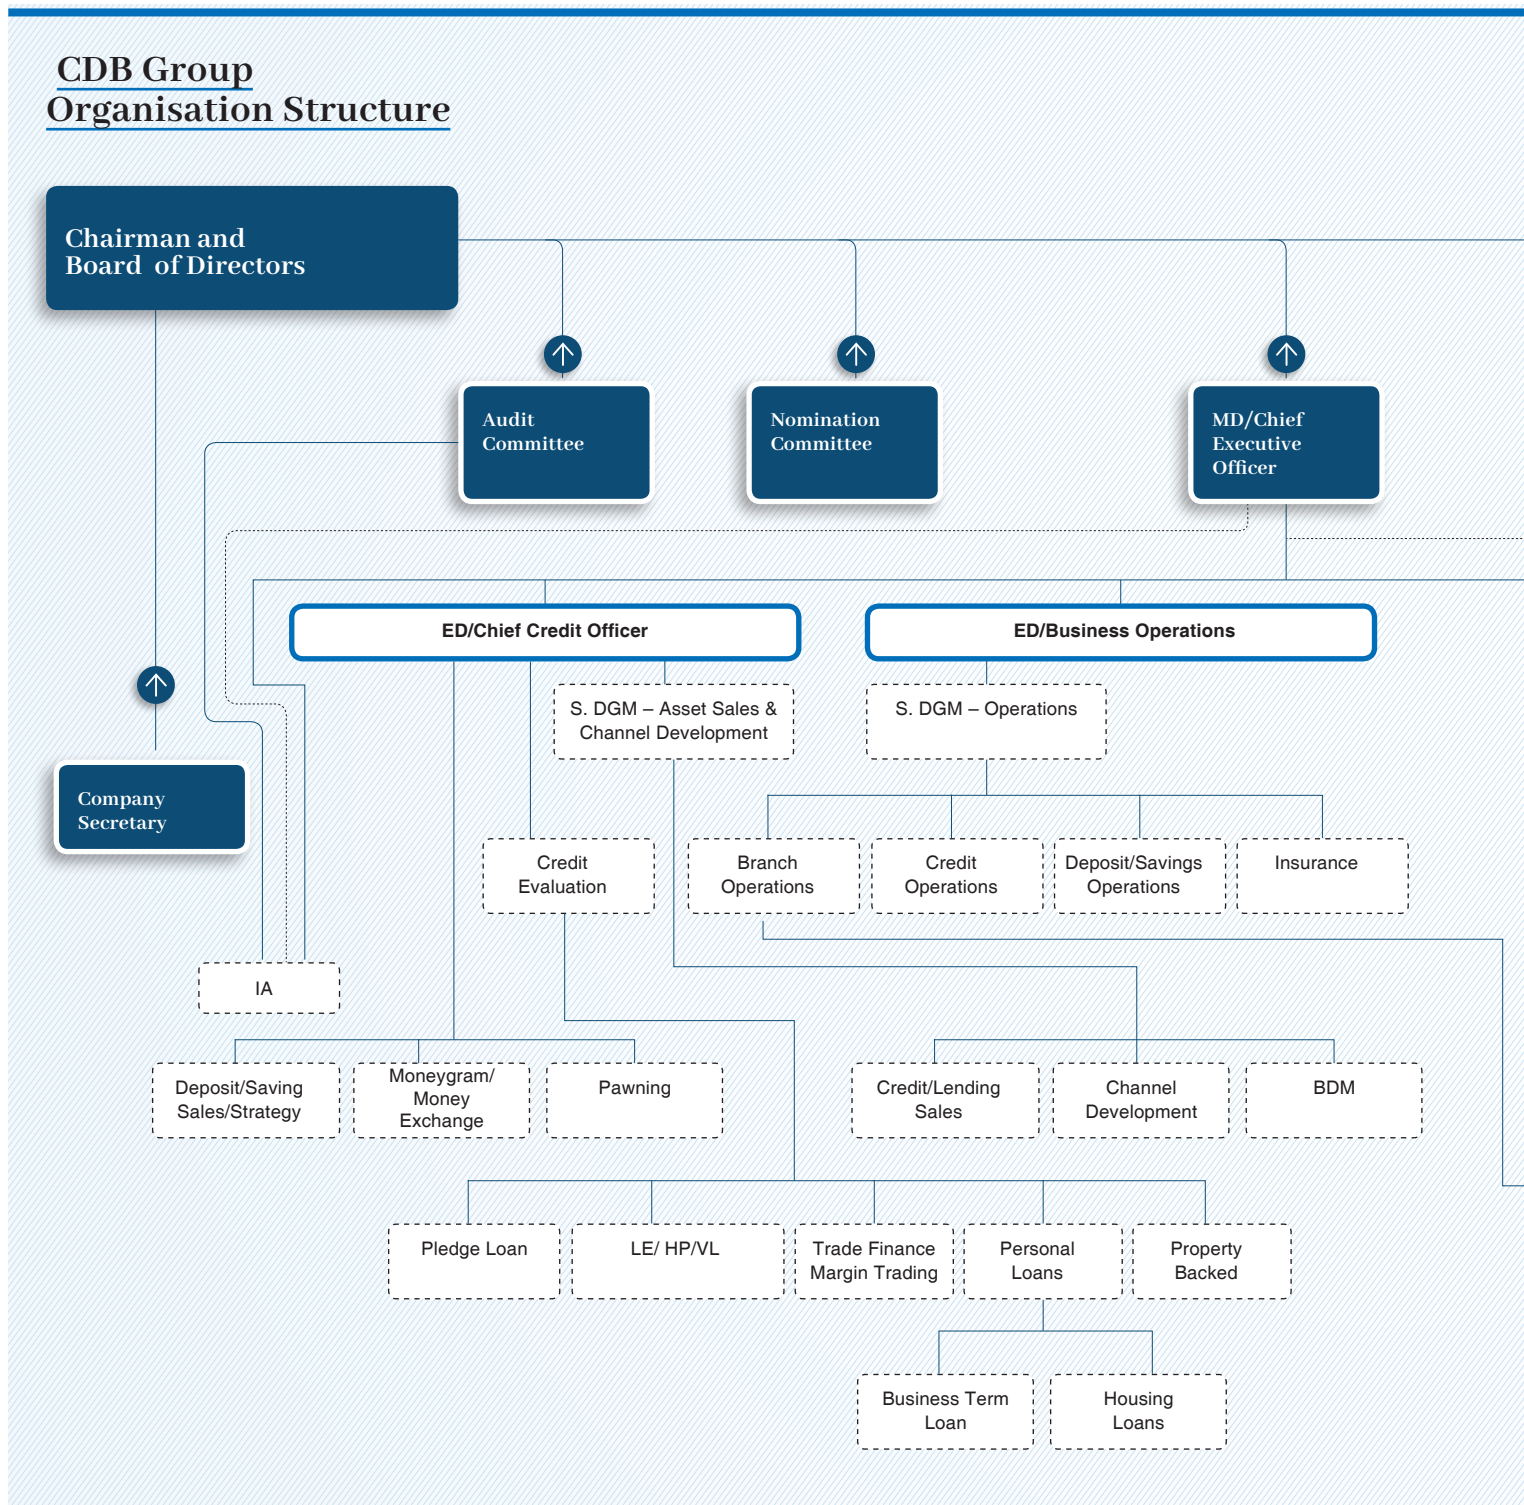 CDB Group
Organisation Structure
Chairman and
Board of Directors
Audit
Committee
Nomination
Committee
MD/Chief
Executive
Officer
ED/Chief Credit Officer
ED/Business Operations
S. DGM – Asset Sales &
Channel Development
S. DGM – Operations
Company
Secretary
Credit
Evaluation
Branch
Operations
Credit
Operations
Deposit/Savings
Operations
Insurance
IA
Deposit/Saving
Sales/Strategy
Moneygram/
Money
Exchange
Pawning
Credit/Lending
Sales
Channel
Development
BDM
Pledge Loan
LE/ HP/VL
Trade Finance
Margin Trading
Personal
Loans
Property
Backed
Business Term
Loan
Housing
Loans